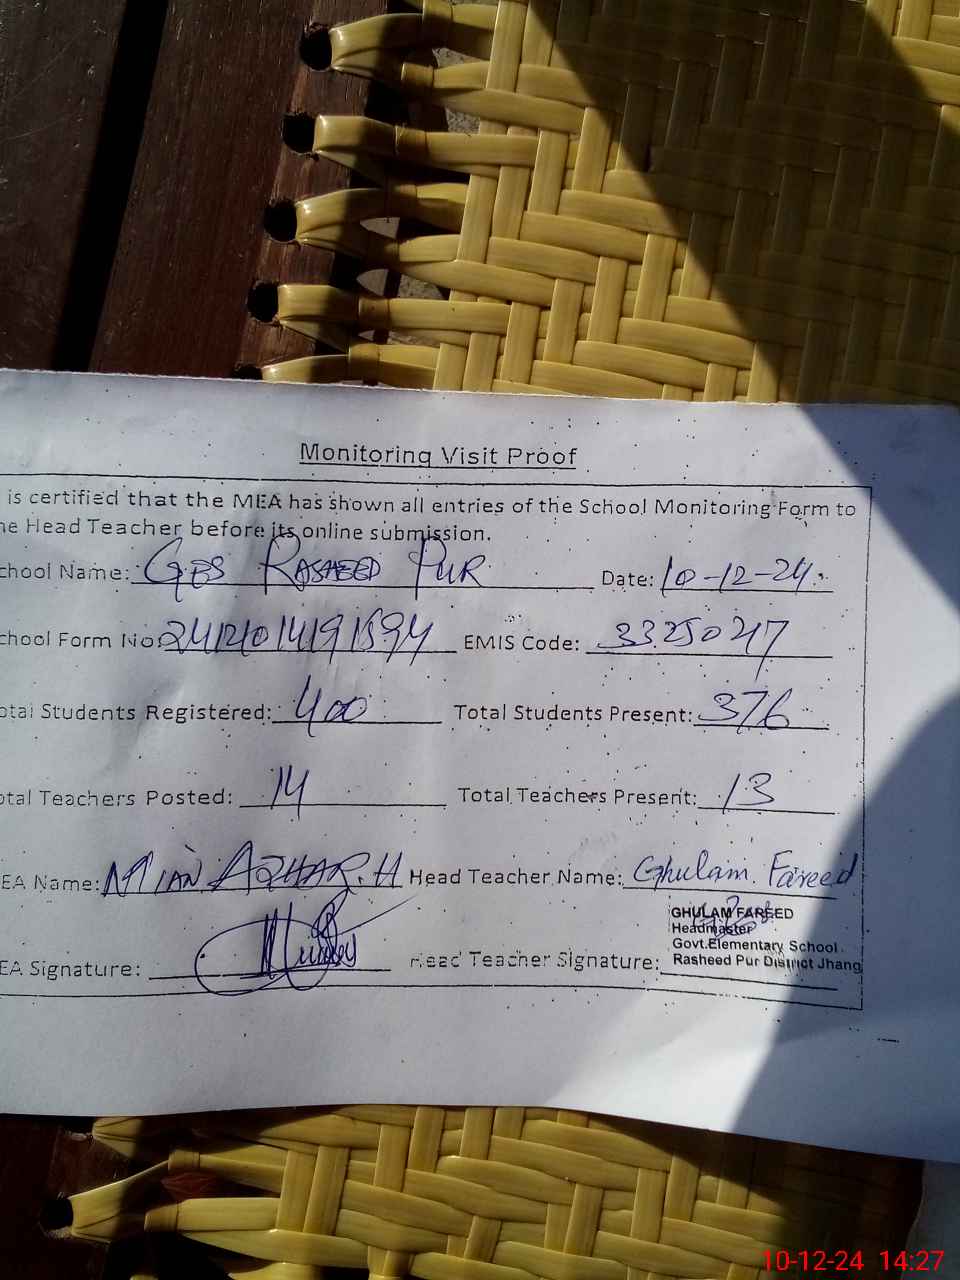 Monitoring Visit Proof
is certified that the MEA has shown all entries of the School Monitoring Form to
he Head Teacher before its online submission.
chool Name: GES RASHEED PUR Date: 10-12-24
chool Form No: EMIS Code: 33250247
otal Students Registered: 400 Total Students Present: 376
otal Teachers Posted: 14 Total Teachers Present: 13
EA Name: MIAN AZHAR.H Head Teacher Name: Ghulam Fareed
GHULAM FAREED
Headmaster
Govt.Elementary School
Rasheed Pur District Jhang
EA Signature: Head Teacher Signature:
10-12-24 14:27